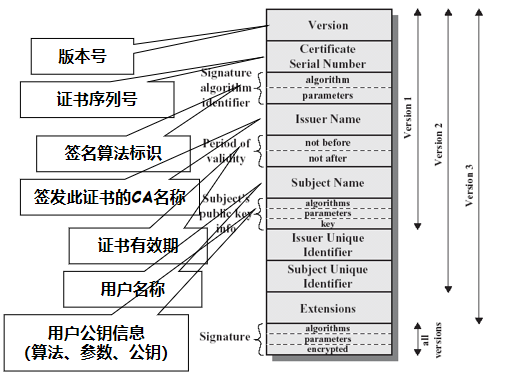 版本号
证书序列号
签名算法标识
签发此证书的CA名称
证书有效期
用户名称
用户公钥信息
(算法、参数、公钥)
Signature
algorithm
identifier
Period of
validity
Subject's
public key
info
Signature
Version
Certificate
Serial Number
algorithm
parameters
Issuer Name
not before
not after
Subject Name
algorithms
parameters
key
Issuer Unique
Identifier
Subject Unique
Identifier
Extensions
algorithms
parameters
encrypted
Version 1
Version 2
Version 3
all
versions